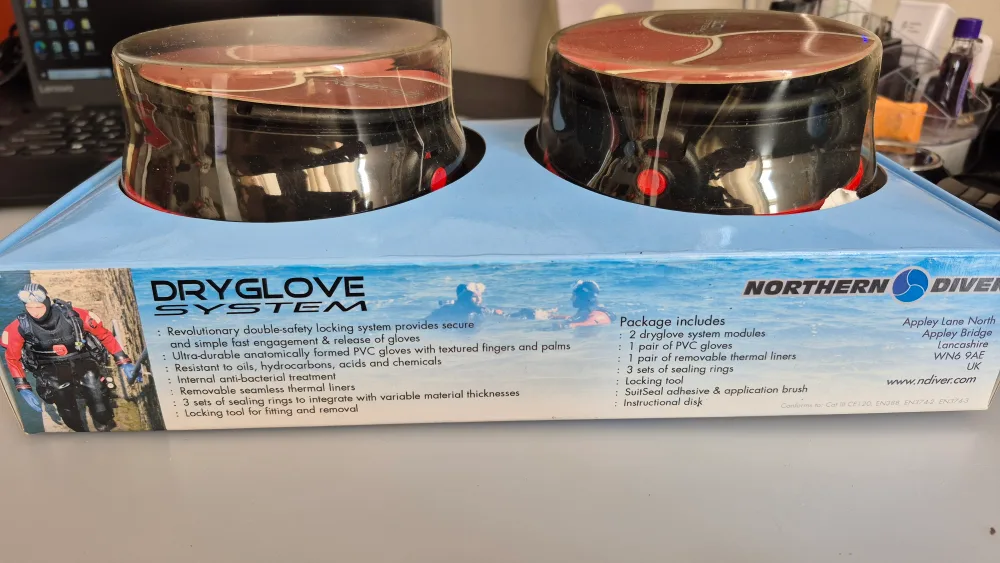 DRYGLOVE
SYSTEM
: Revolutionary double-safety locking system provides secure
and simple fast engagement & release of gloves
: Ultra-durable anatomically formed PVC gloves with textured fingers and palms
: Resistant to oils, hydrocarbons, acids and chemicals
: Internal anti-bacterial treatment
: Removable seamless thermal liners
: 3 sets of sealing rings to integrate with variable material thicknesses
: Locking tool for fitting and removal
Package includes
: 2 dryglove system modules
: 1 pair of PVC gloves
: 1 pair of removable thermal liners
: 3 sets of sealing rings
: Locking tool
: SuitSeal adhesive & application brush
: Instructional disk
NORTHERN DIVER
Appley Lane North
Appley Bridge
Lancashire
WN6 9AE
UK
www.ndiver.com
Conforms to: Cat III